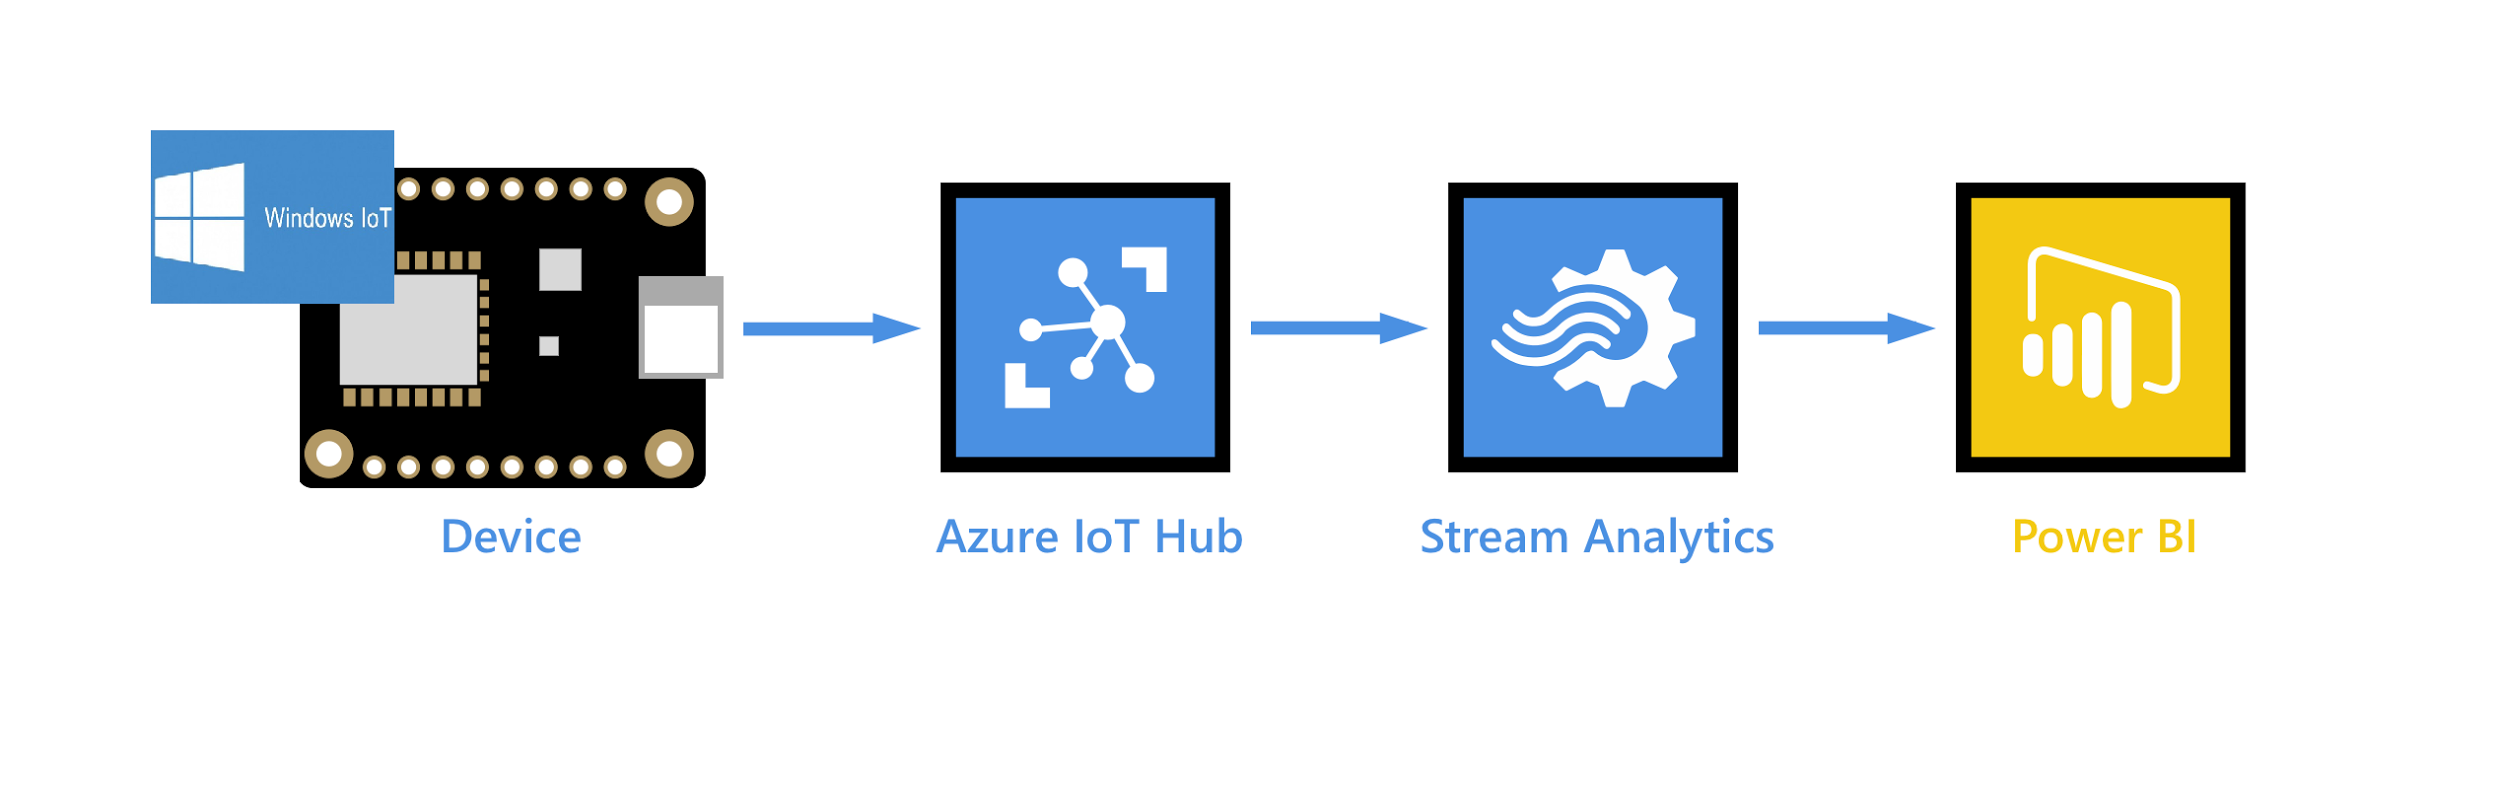 Windows IoT
Device
Azure IoT Hub
Stream Analytics
Power BI